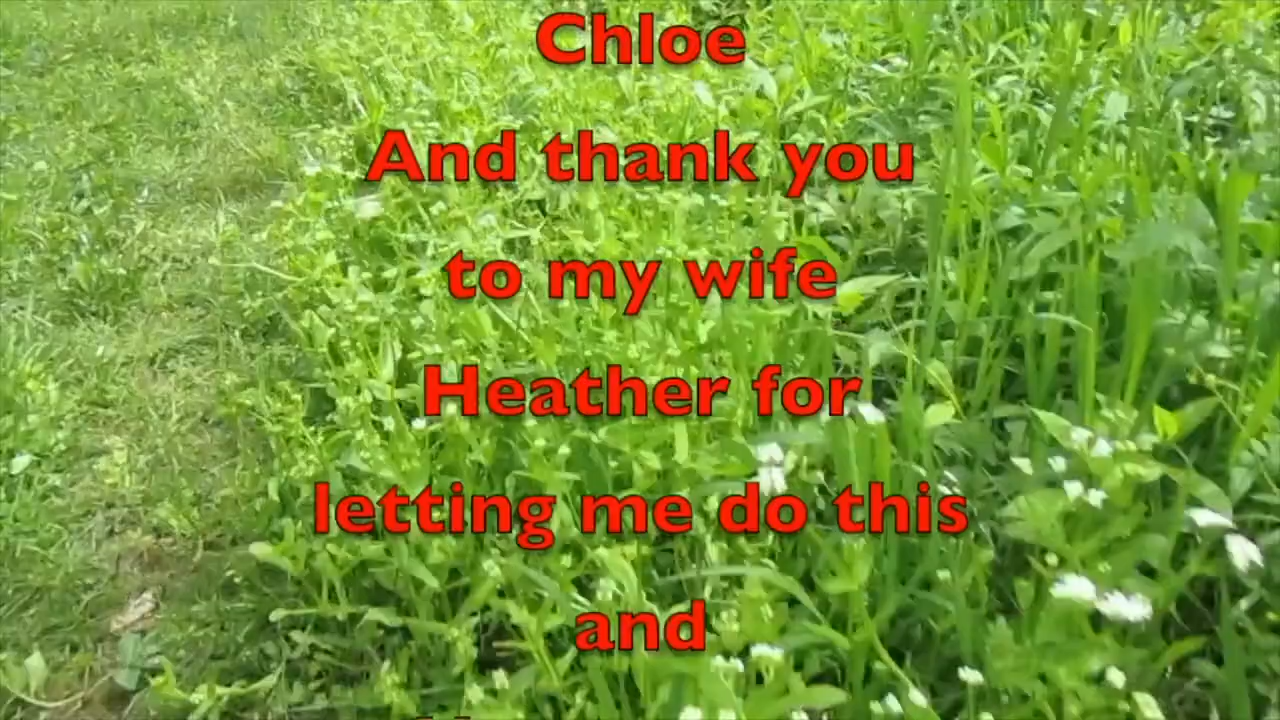 Chloe
And thank you
to my wife
Heather for
letting me do this
and